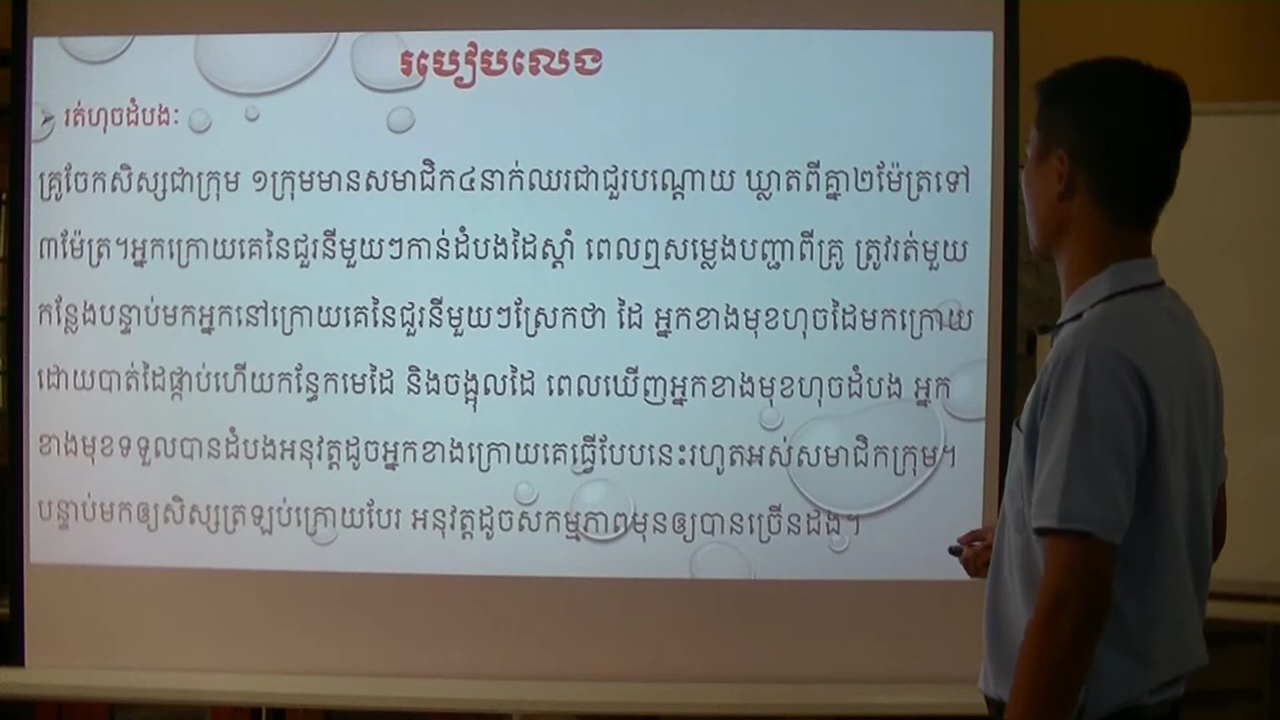 របៀបលេង
រត់ហុចដំបងៈ
គ្រូចែកសិស្សជាក្រុម ១ក្រុមមានសមាជិក៤នាក់ឈរជាជួរបណ្ដោយ ឃ្លាតពីគ្នា២ម៉ែត្រទៅ
៣ម៉ែត្រ។អ្នកក្រោយគេនៃជួរនីមួយៗកាន់ដំបងដៃស្ដាំ ពេលឮសម្លេងបញ្ជាពីគ្រូ ត្រូវរត់មួយ
កន្លែងបន្ទាប់មកអ្នកនៅក្រោយគេនៃជួរនីមួយៗស្រែកថា ដៃ អ្នកខាងមុខហុចដៃមកក្រោយ
ដោយបាត់ដៃផ្កាប់ហើយកន្ធែកមេដៃ និងចង្អុលដៃ ពេលឃើញអ្នកខាងមុខហុចដំបង អ្នក
ខាងមុខទទួលបានដំបងអនុវត្តដូចអ្នកខាងក្រោយគេធ្វើបែបនេះរហូតអស់សមាជិកក្រុម។
បន្ទាប់មកឲ្យសិស្សត្រឡប់ក្រោយបែរ អនុវត្តដូចសកម្មភាពមុនឲ្យបានច្រើនដង។